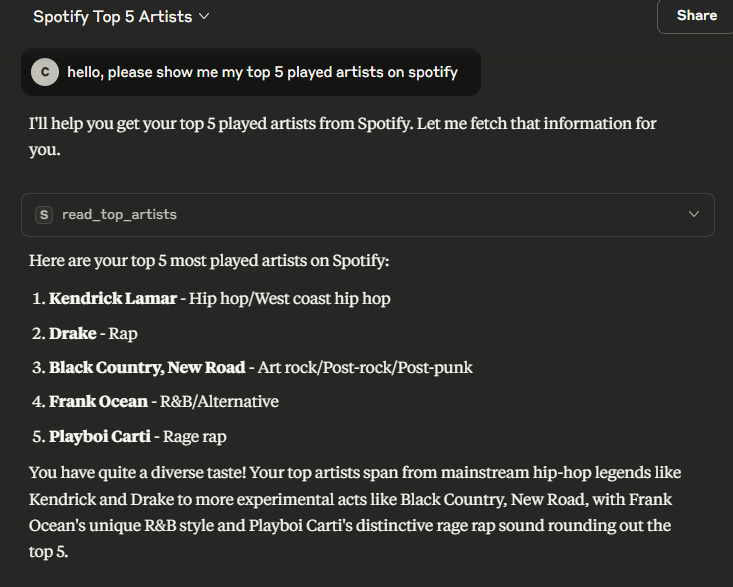 Spotify Top 5 Artists
Share
C
hello, please show me my top 5 played artists on spotify
I'll help you get your top 5 played artists from Spotify. Let me fetch that information for
you.
S read_top_artists
Here are your top 5 most played artists on Spotify:
1. Kendrick Lamar - Hip hop/West coast hip hop
2. Drake - Rap
3. Black Country, New Road - Art rock/Post-rock/Post-punk
4. Frank Ocean - R&B/Alternative
5. Playboi Carti - Rage rap
You have quite a diverse taste! Your top artists span from mainstream hip-hop legends like
Kendrick and Drake to more experimental acts like Black Country, New Road, with Frank
Ocean's unique R&B style and Playboi Carti's distinctive rage rap sound rounding out the
top 5.